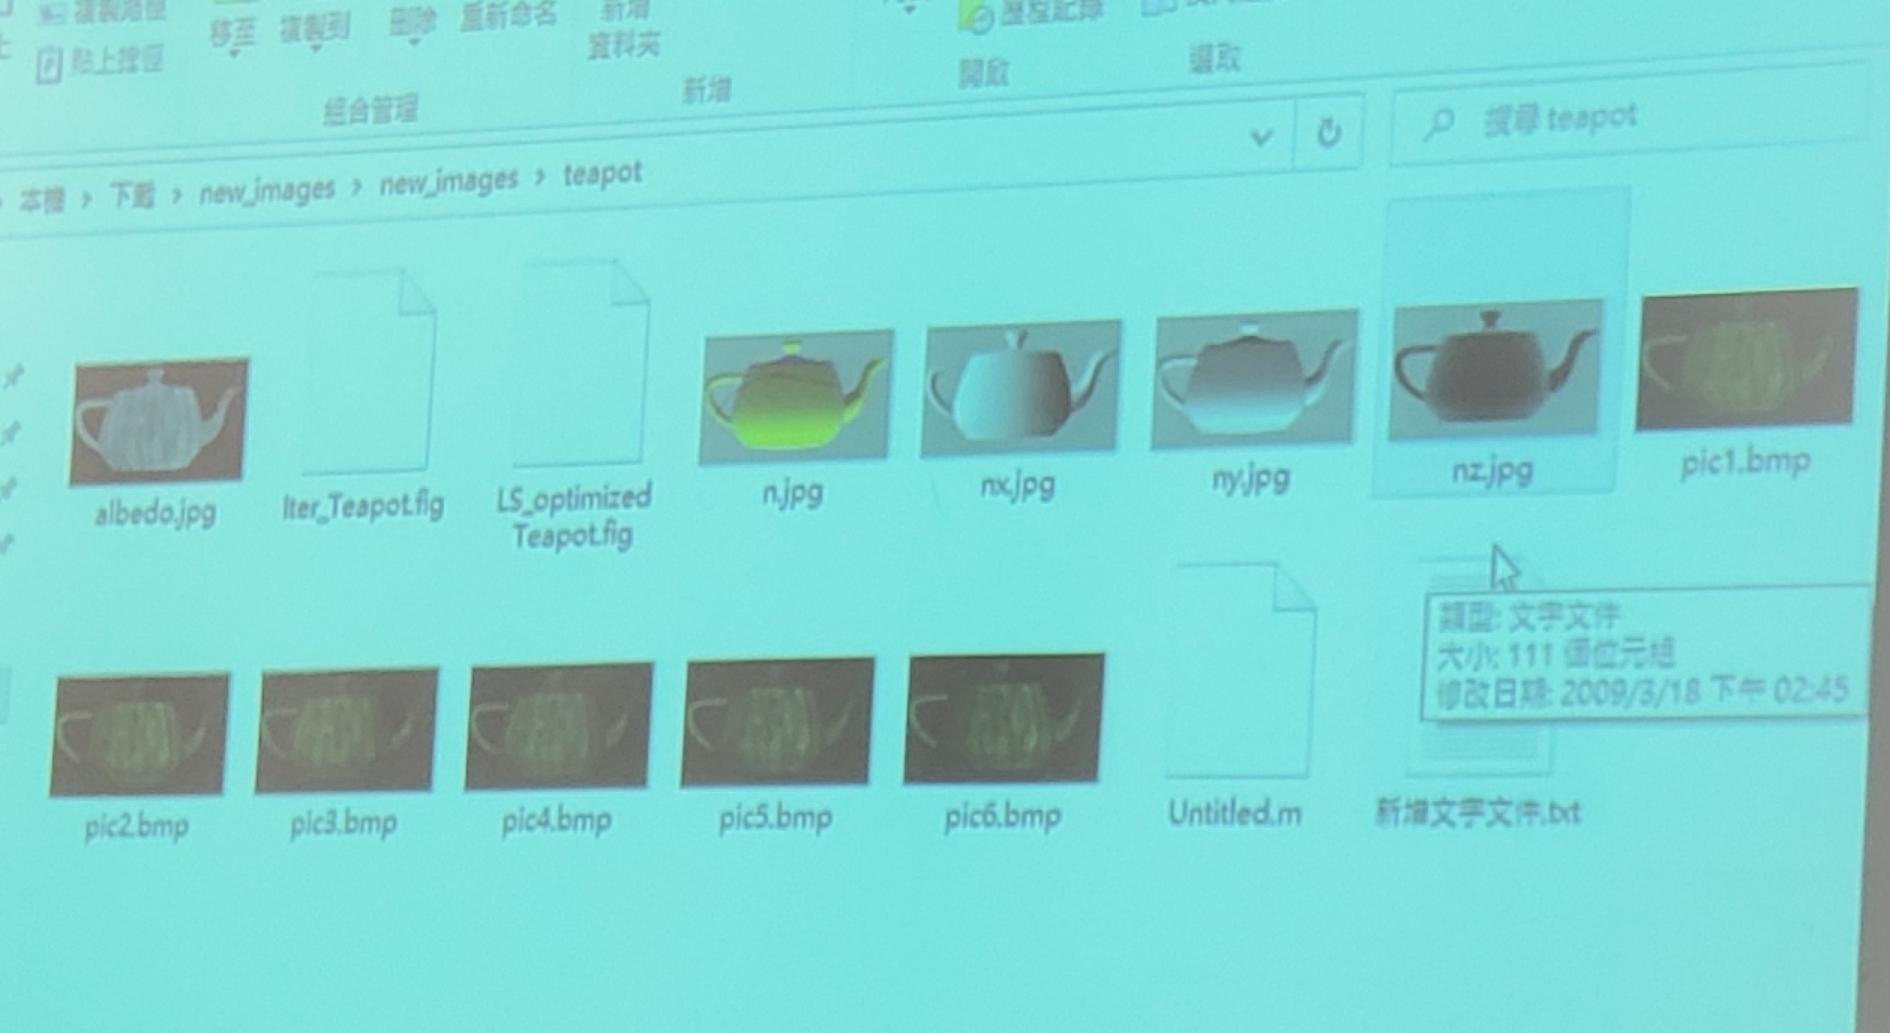 複製路徑
貼上捷徑
移至
複製到
刪除
重新命名
新增
資料夾
歷程記錄
組合管理
新增
開啟
選取
本機 › 下載 › new_images › new_images › teapot
搜尋 teapot
albedo.jpg
Iter_Teapot.fig
LS_optimized
Teapot.fig
n.jpg
nx.jpg
ny.jpg
nz.jpg
pic1.bmp
類型: 文字文件
大小: 111 個位元組
修改日期: 2009/3/18 下午 02:45
pic2.bmp
pic3.bmp
pic4.bmp
pic5.bmp
pic6.bmp
Untitled.m
新增文字文件.txt